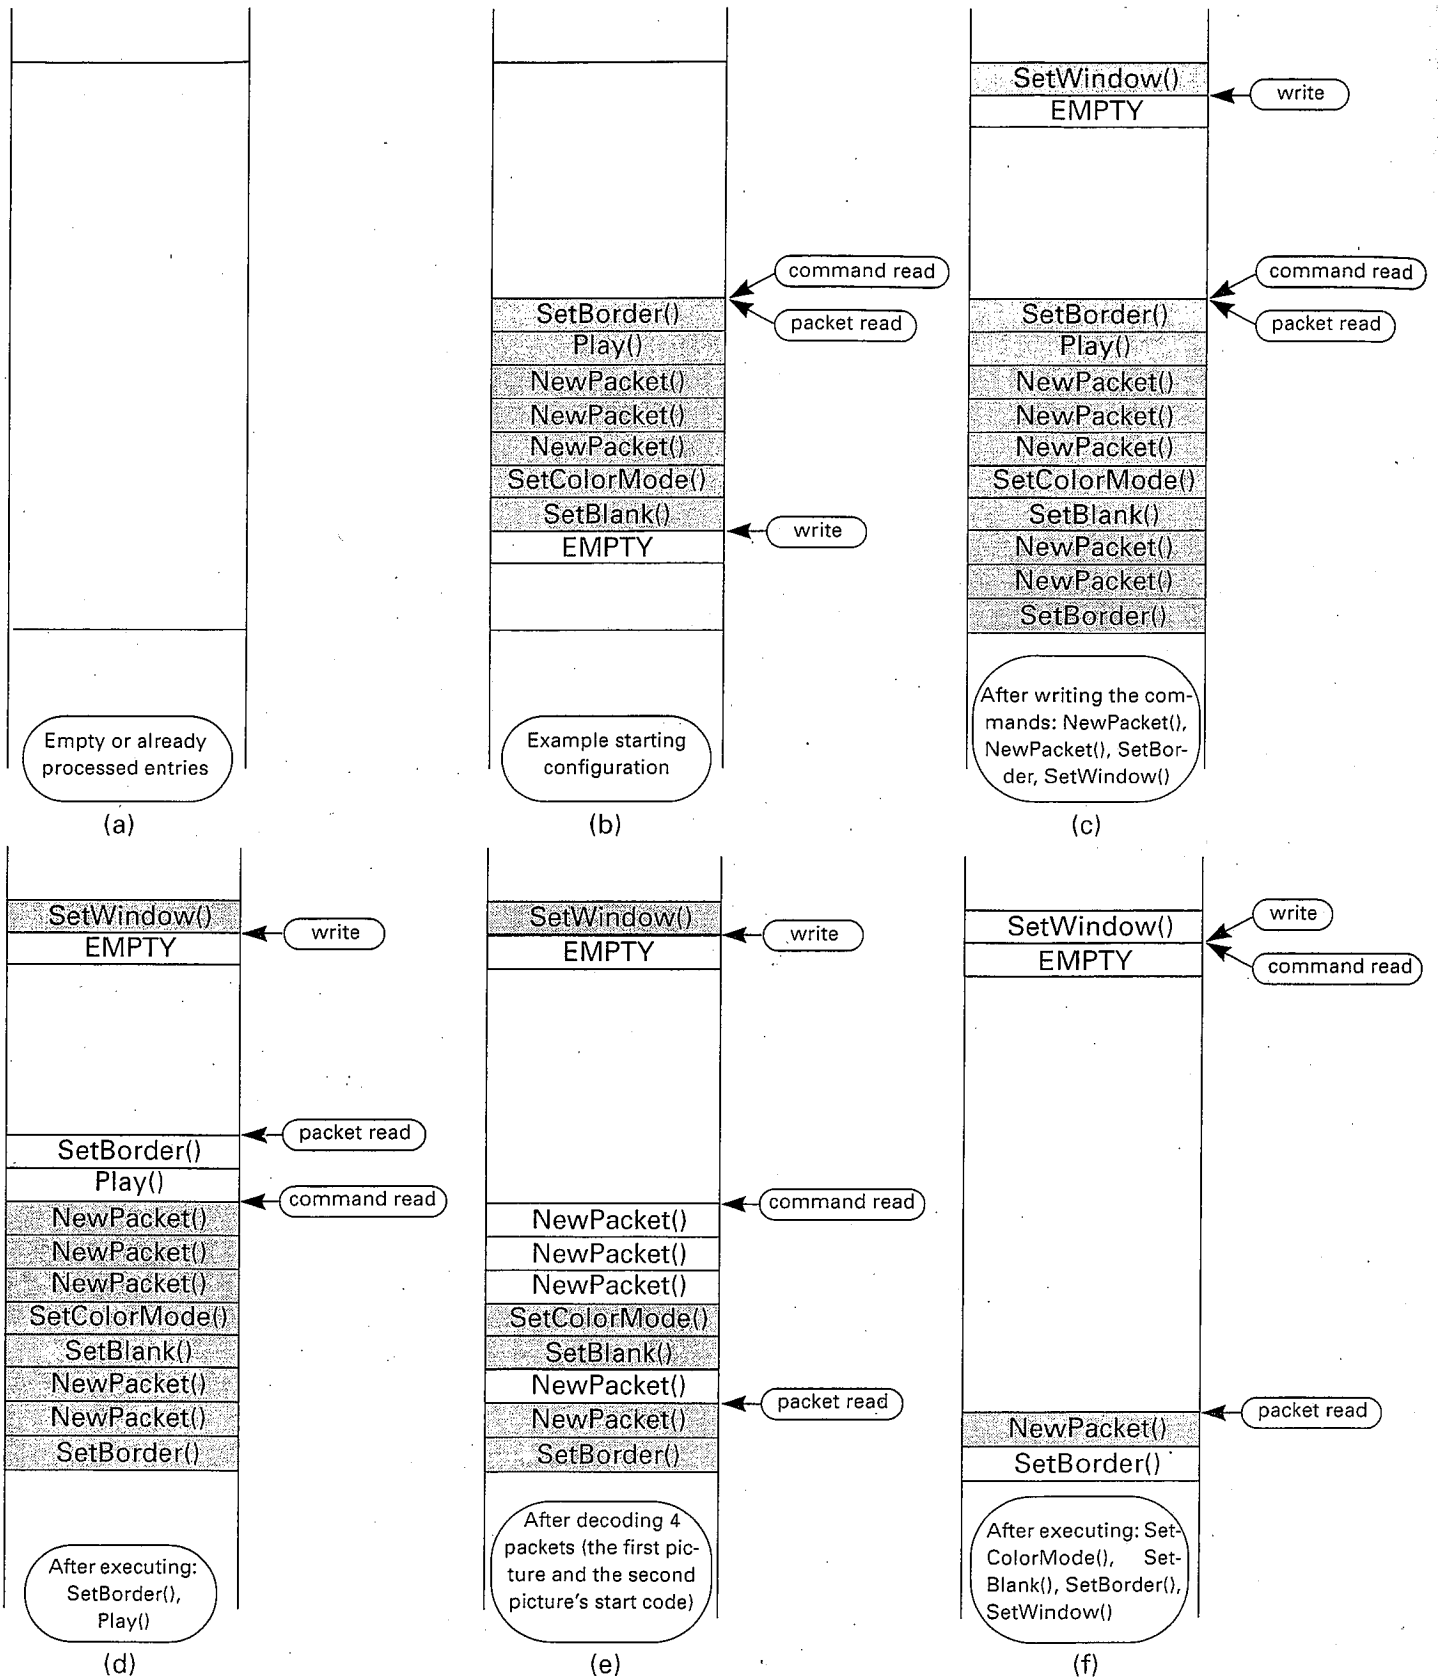 Empty or already
processed entries
(a)
command read
SetBorder()
packet read
Play()
NewPacket()
NewPacket()
NewPacket()
SetColorMode()
SetBlank()
write
EMPTY
Example starting
configuration
(b)
SetWindow()
write
EMPTY
command read
SetBorder()
packet read
Play()
NewPacket()
NewPacket()
NewPacket()
SetColorMode()
SetBlank()
NewPacket()
NewPacket()
SetBorder()
After writing the com-
mands: NewPacket(),
NewPacket(), SetBor-
der, SetWindow()
(c)
SetWindow()
write
EMPTY
packet read
SetBorder()
Play()
command read
NewPacket()
NewPacket()
NewPacket()
SetColorMode()
SetBlank()
NewPacket()
NewPacket()
SetBorder()
After executing:
SetBorder(),
Play()
(d)
SetWindow()
write
EMPTY
command read
NewPacket()
NewPacket()
NewPacket()
SetColorMode()
SetBlank()
NewPacket()
packet read
NewPacket()
SetBorder()
After decoding 4
packets (the first pic-
ture and the second
picture's start code)
(e)
write
SetWindow()
EMPTY
command read
packet read
NewPacket()
SetBorder()
After executing: Set-
ColorMode(), Set-
Blank(), SetBorder(),
SetWindow()
(f)